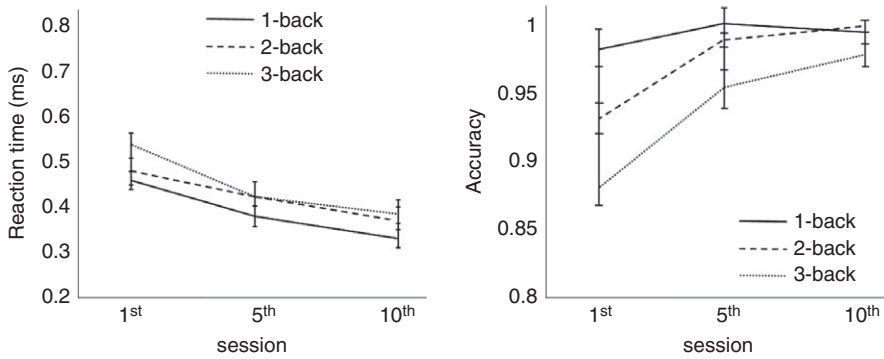 Reaction time (ms)
0.8
0.7
0.6
0.5
0.4
0.3
0.2
1-back
2-back
3-back
1st
5th
10th
session
Accuracy
1
0.95
0.9
0.85
0.8
1-back
2-back
3-back
1st
5th
10th
session